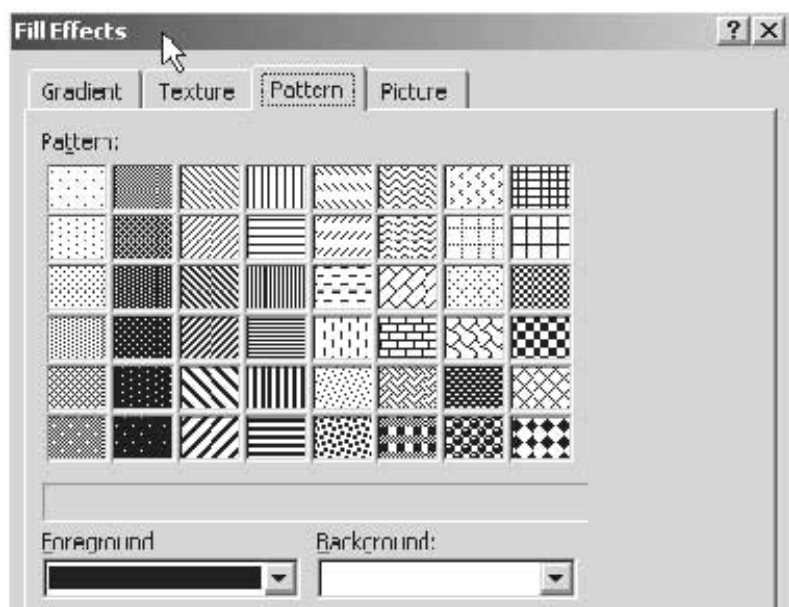 Fill Effects ? X
Gradient Texture Pattern Picture
Pattern:
Foreground Background: